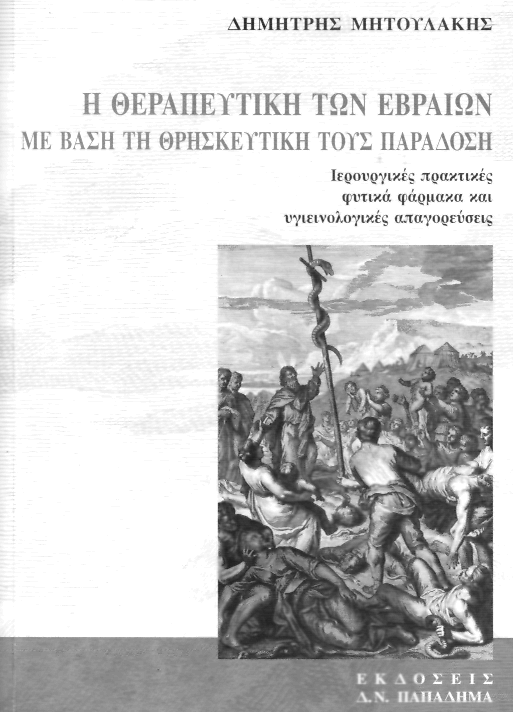 ΔΗΜΗΤΡΗΣ ΜΗΤΟΥΛΑΚΗΣ
Η ΘΕΡΑΠΕΥΤΙΚΗ ΤΩΝ ΕΒΡΑΙΩΝ
ΜΕ ΒΑΣΗ ΤΗ ΘΡΗΣΚΕΥΤΙΚΗ ΤΟΥΣ ΠΑΡΑΔΟΣΗ
Ιερουργικές πρακτικές
φυτικά φάρμακα και
υγιεινολογικές απαγορεύσεις
ΕΚΔΟΣΕΙΣ
Δ.Ν. ΠΑΠΑΔΗΜΑ